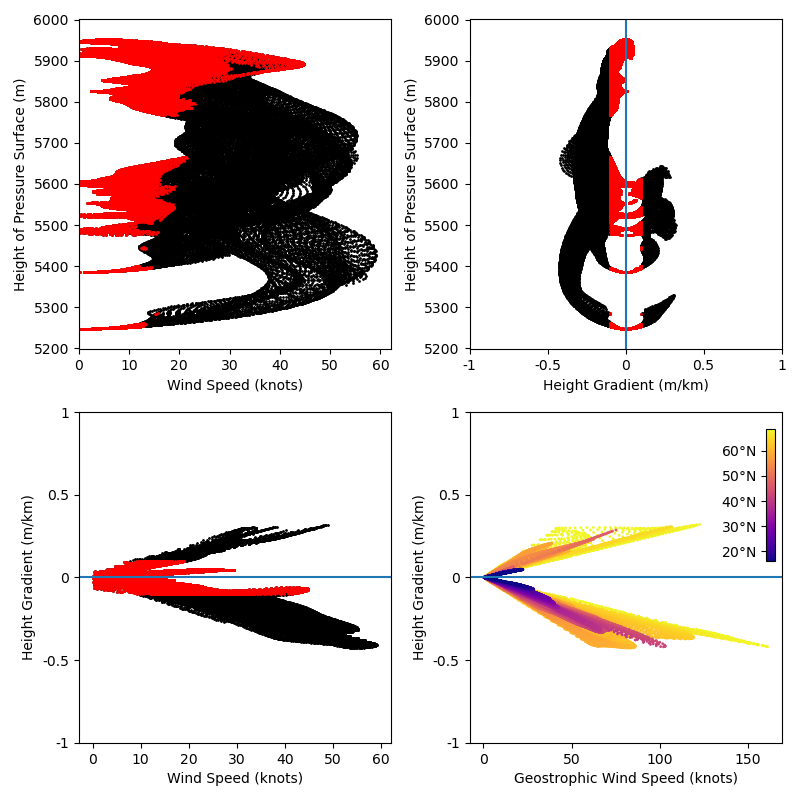 6000
5900
5800
5700
5600
5500
5400
5300
5200
Height of Pressure Surface (m)
0 10 20 30 40 50 60
Wind Speed (knots)
6000
5900
5800
5700
5600
5500
5400
5300
5200
Height of Pressure Surface (m)
-1 -0.5 0 0.5 1
Height Gradient (m/km)
1
0.5
0
-0.5
-1
Height Gradient (m/km)
0 10 20 30 40 50 60
Wind Speed (knots)
1
0.5
0
-0.5
-1
Height Gradient (m/km)
60°N
50°N
40°N
30°N
20°N
0 50 100 150
Geostrophic Wind Speed (knots)